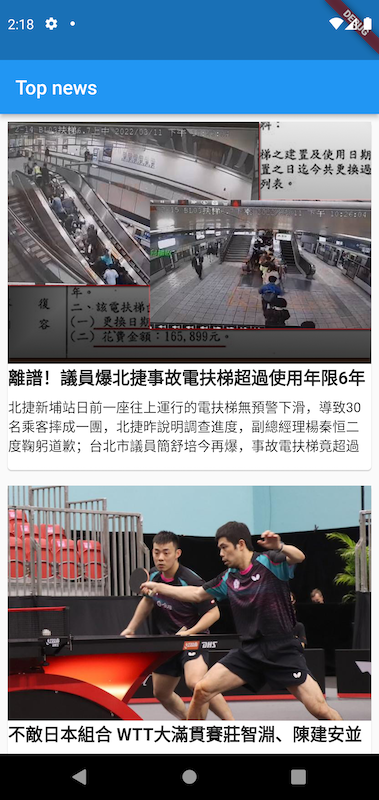 2:18
DEBUG
Top news
2022/03/11
梯之建置及使用日期
置之日迄今共更換過
列表。
復
容
年。
二、該電扶梯
(一) 更換日期
(二) 花費金額：165,899元。
離譜！議員爆北捷事故電扶梯超過使用年限6年
北捷新埔站日前一座往上運行的電扶梯無預警下滑，導致30
名乘客摔成一團，北捷昨說明調查進度，副總經理楊秦恒二
度鞠躬道歉；台北市議員簡舒培今再爆，事故電扶梯竟超過
DHS
不敵日本組合 WTT大滿貫賽莊智淵、陳建安並